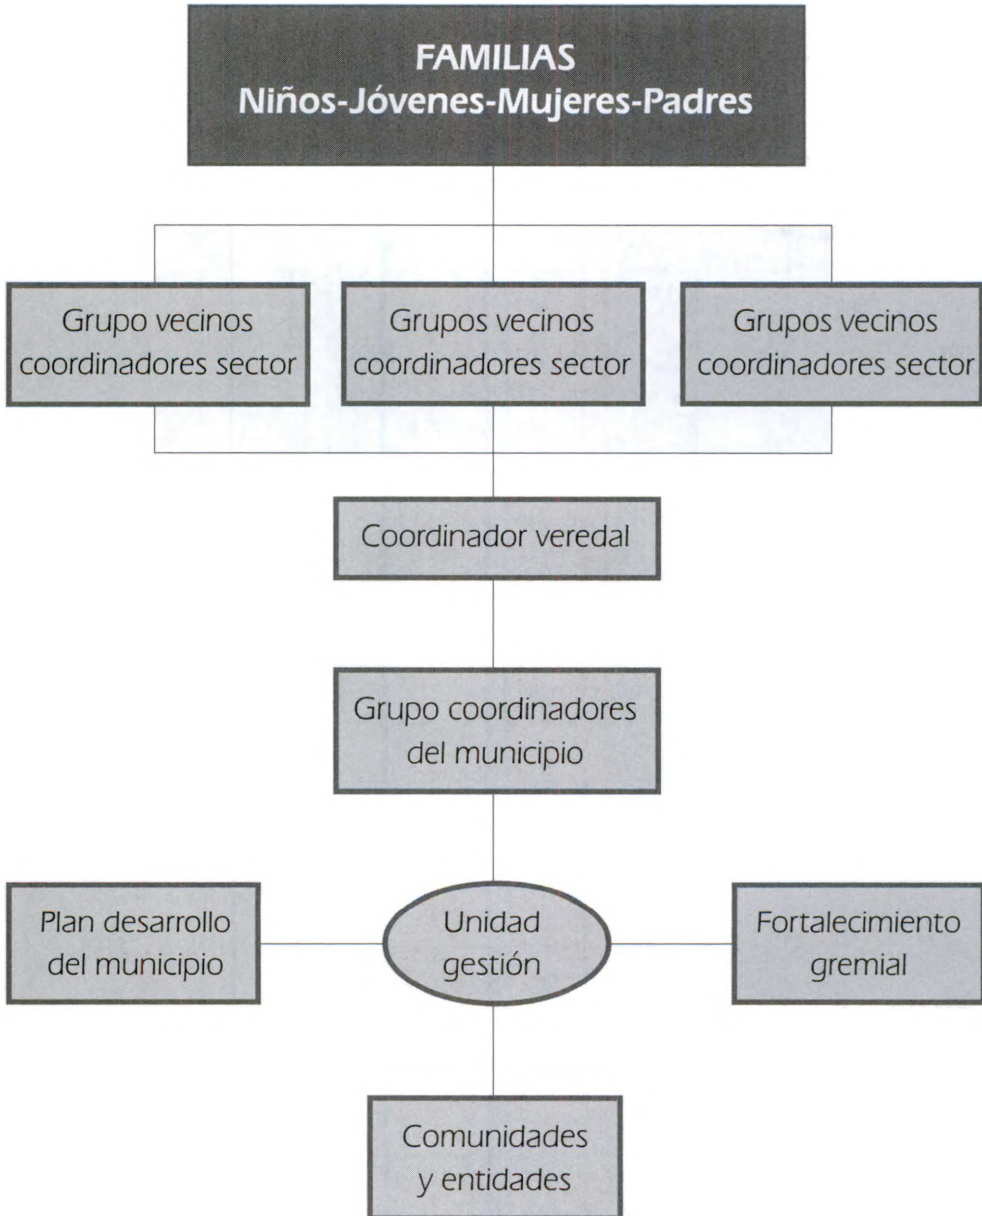 FAMILIAS
Niños-Jóvenes-Mujeres-Padres
Grupo vecinos
coordinadores sector
Grupos vecinos
coordinadores sector
Grupos vecinos
coordinadores sector
Coordinador veredal
Grupo coordinadores
del municipio
Plan desarrollo
del municipio
Unidad
gestión
Fortalecimiento
gremial
Comunidades
y entidades